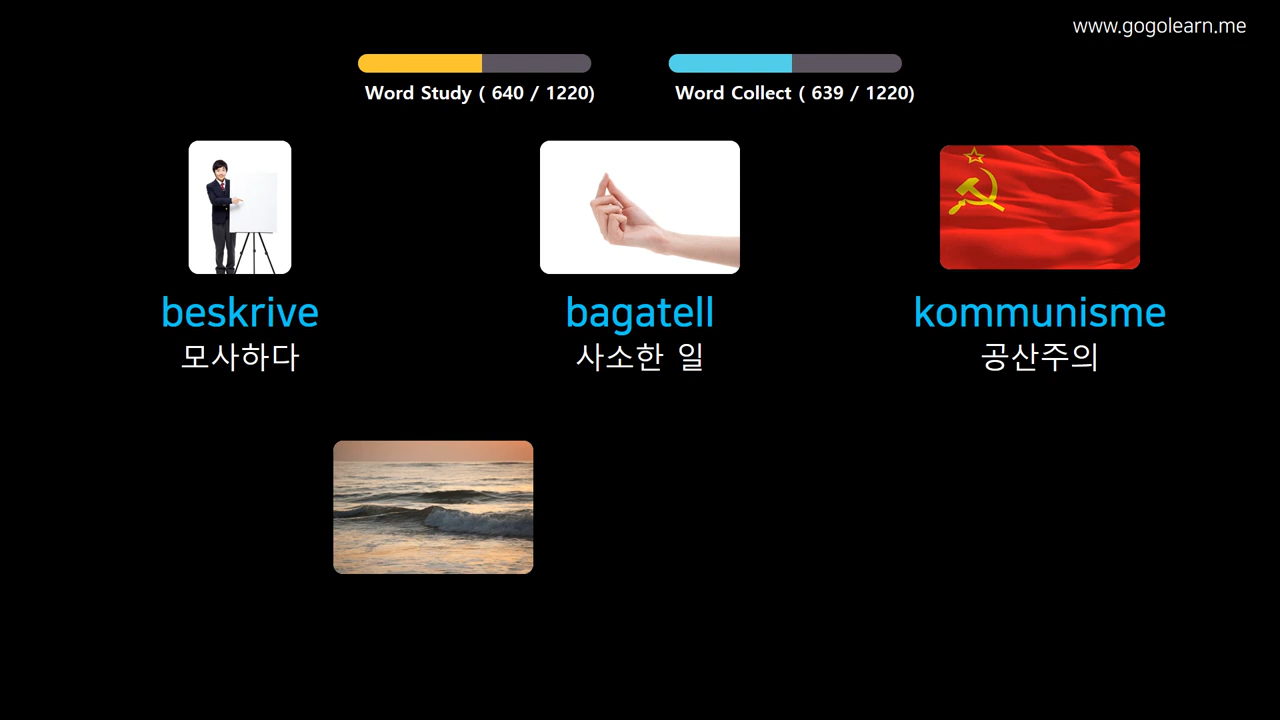 www.gogolearn.me
Word Study ( 640 / 1220)
Word Collect ( 639 / 1220)
beskrive
모사하다
bagatell
사소한 일
kommunisme
공산주의